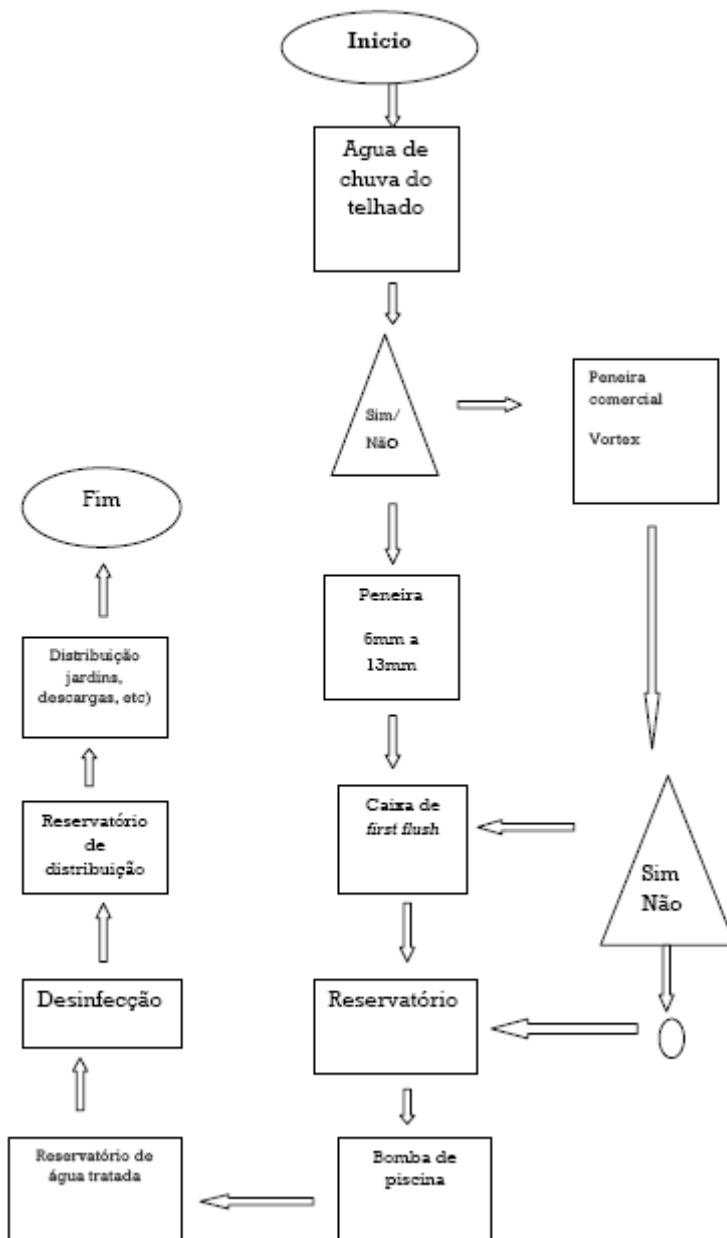 Inicio
Agua de
chuva do
telhado
Sim/
Não
Peneira
comercial
Vortex
Peneira
6mm a
13mm
Caixa de
first flush
Sim
Não
Reservatório
Bomba de
piscina
Reservatório de
água tratada
Desinfecção
Reservatório
de
distribuição
Distribuição
jardins,
descargas, etc)
Fim